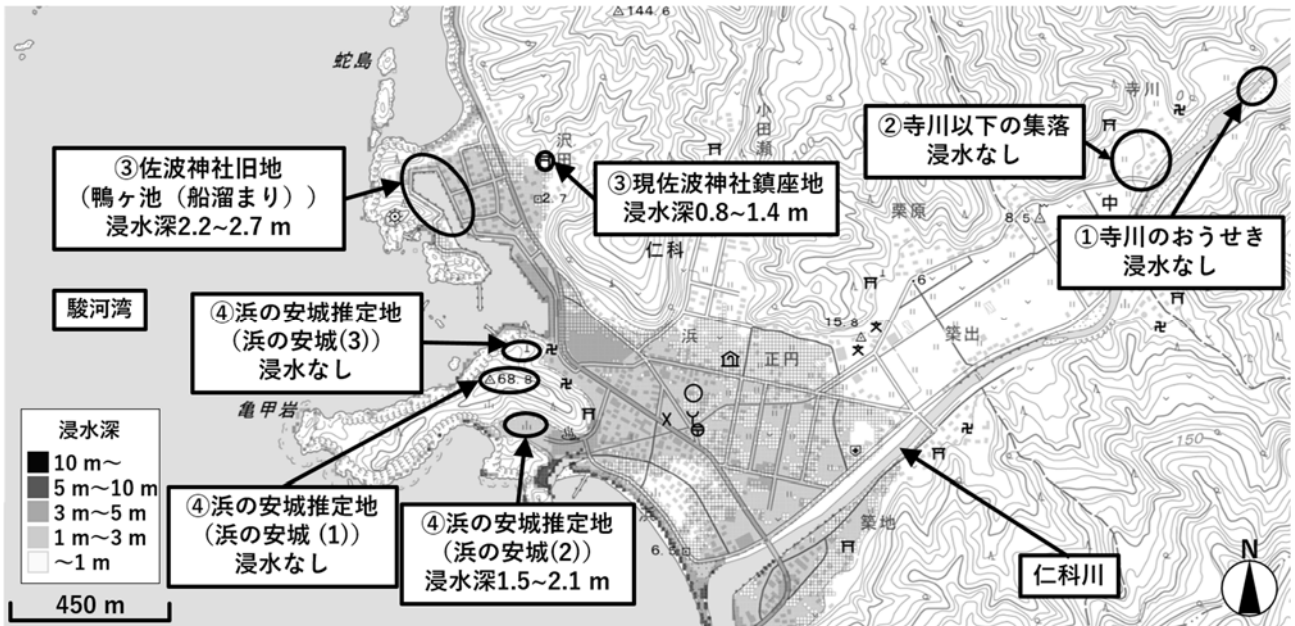 △144.6
蛇島
寺川
②寺川以下の集落
浸水なし
小田瀬
100
沢田
③佐波神社旧地
(鴨ヶ池(船溜まり))
浸水深2.2~2.7 m
③現佐波神社鎮座地
浸水深0.8~1.4 m
2.7
栗原
8.5
中
①寺川のおうせき
浸水なし
仁科
駿河湾
④浜の安城推定地
(浜の安城(3))
浸水なし
.6
15.8
文
浜
正円
築出
△68.8
亀甲岩
浸水深
10 m~
5 m~10 m
3 m~5 m
1 m~3 m
~1 m
450 m
④浜の安城推定地
(浜の安城 (1))
浸水なし
④浜の安城推定地
(浜の安城(2))
浸水深1.5~2.1 m
浜
築地
150
仁科川
N